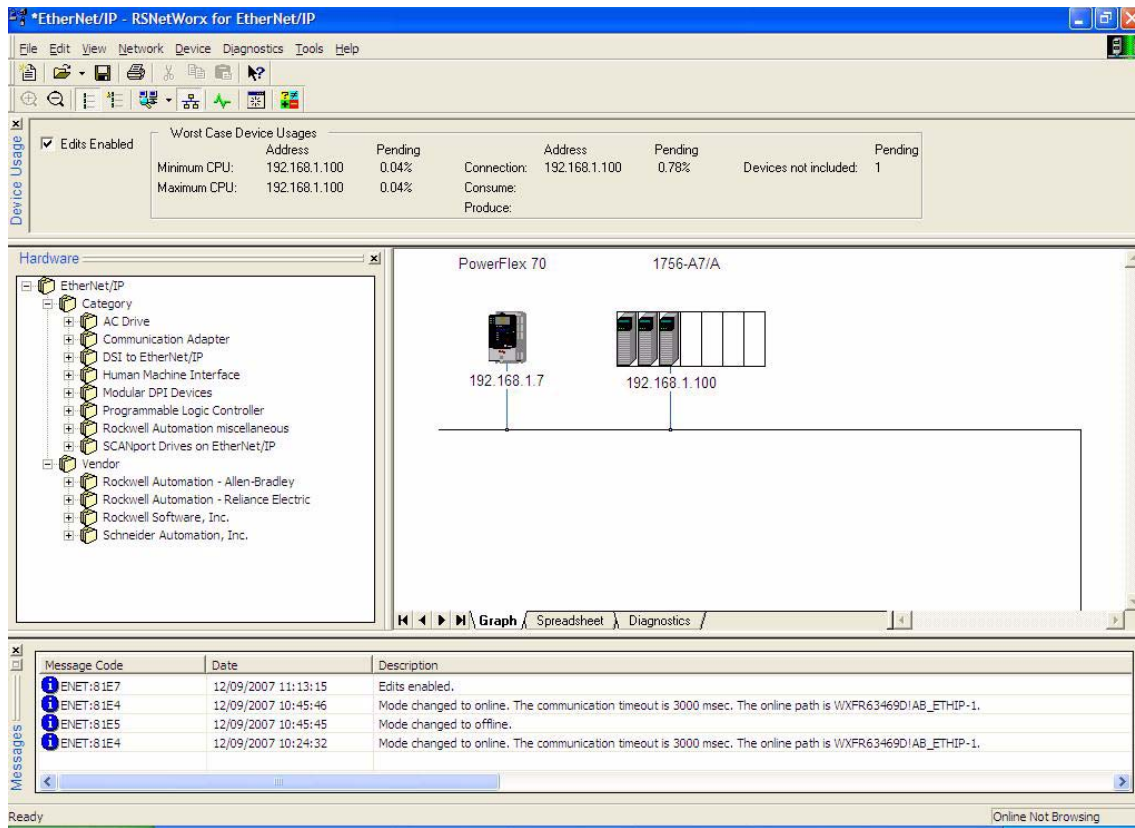 *EtherNet/IP - RSNetWorx for EtherNet/IP
File Edit View Network Device Diagnostics Tools Help
Device Usage
Edits Enabled
Worst Case Device Usages
Address Pending Address Pending Pending
Minimum CPU: 192.168.1.100 0.04% Connection: 192.168.1.100 0.78% Devices not included: 1
Maximum CPU: 192.168.1.100 0.04% Consume:
Produce:
Hardware
EtherNet/IP
Category
AC Drive
Communication Adapter
DSI to EtherNet/IP
Human Machine Interface
Modular DPI Devices
Programmable Logic Controller
Rockwell Automation miscellaneous
SCANport Drives on EtherNet/IP
Vendor
Rockwell Automation - Allen-Bradley
Rockwell Automation - Reliance Electric
Rockwell Software, Inc.
Schneider Automation, Inc.
PowerFlex 70 1756-A7/A
192.168.1.7 192.168.1.100
Graph Spreadsheet Diagnostics
Messages
Message Code Date Description
ENET:81E7 12/09/2007 11:13:15 Edits enabled.
ENET:81E4 12/09/2007 10:45:46 Mode changed to online. The communication timeout is 3000 msec. The online path is WXFR63469D!AB_ETHIP-1.
ENET:81E5 12/09/2007 10:45:45 Mode changed to offline.
ENET:81E4 12/09/2007 10:24:32 Mode changed to online. The communication timeout is 3000 msec. The online path is WXFR63469D!AB_ETHIP-1.
Ready Online Not Browsing